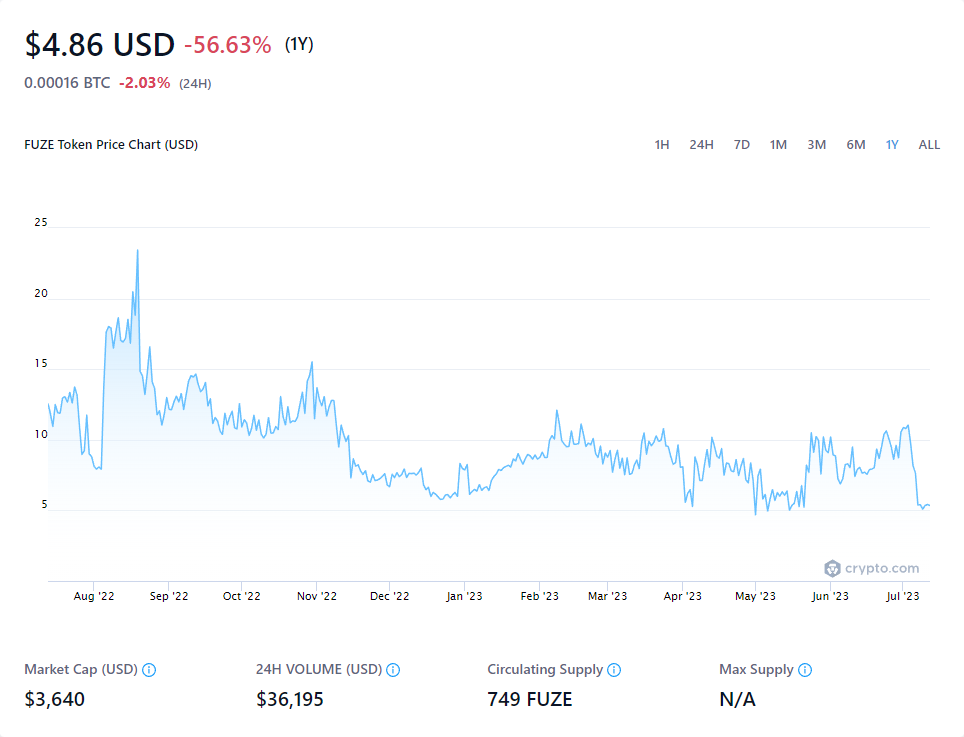 $4.86 USD -56.63% (1Y)
0.00016 BTC -2.03% (24H)
FUZE Token Price Chart (USD) 1H 24H 7D 1M 3M 6M 1Y ALL
25
20
15
10
5
crypto.com
Aug '22 Sep '22 Oct '22 Nov '22 Dec '22 Jan '23 Feb '23 Mar '23 Apr '23 May '23 Jun '23 Jul '23
Market Cap (USD) 24H VOLUME (USD) Circulating Supply Max Supply
$3,640 $36,195 749 FUZE N/A